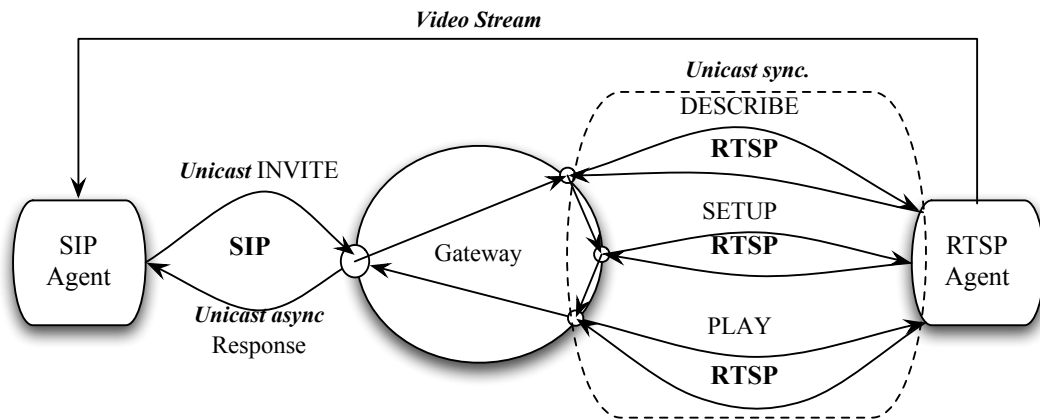 Video Stream
Unicast sync.
DESCRIBE
RTSP
Unicast INVITE
SETUP
SIP
Agent
SIP
Gateway
RTSP
RTSP
Agent
Unicast async
Response
PLAY
RTSP